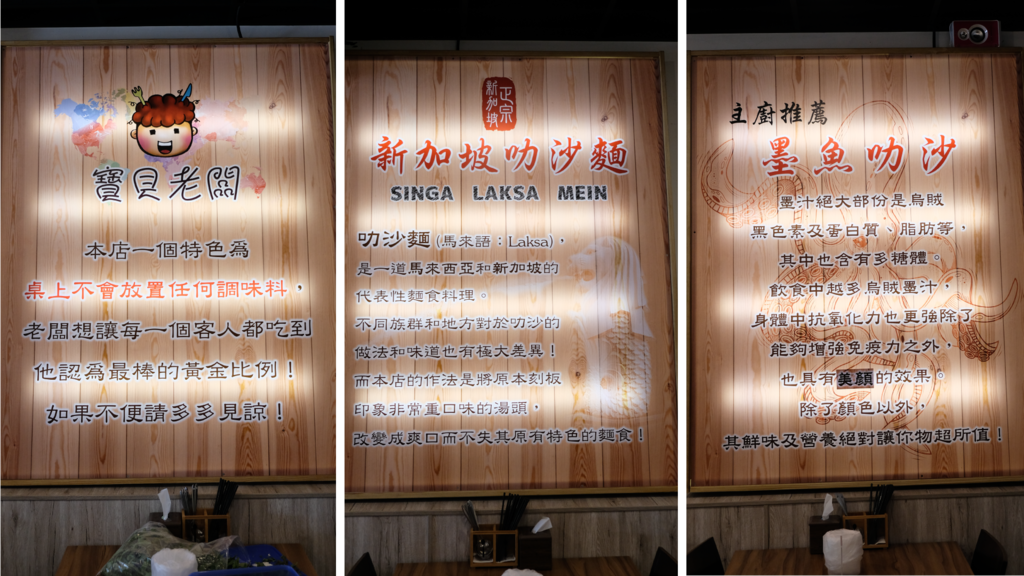 寶貝老闆
本店一個特色為
桌上不會放置任何調味料，
老闆想讓每一個客人都吃到
他認為最棒的黃金比例！
如果不便請多多見諒！
正宗
新加坡
新加坡叻沙麵
SINGA LAKSA MEIN
叻沙麵 (馬來語：Laksa)，
是一道馬來西亞和新加坡的
代表性麵食料理。
不同族群和地方對於叻沙的
做法和味道也有極大差異！
而本店的作法是將原本刻板
印象非常重口味的湯頭，
改變成爽口而不失其原有特色的麵食！
主廚推薦
墨魚叻沙
墨汁絕大部份是烏賊
黑色素及蛋白質、脂肪等，
其中也含有多糖體。
飲食中越多烏賊墨汁，
身體中抗氧化力也更強除了
能夠增強免疫力之外，
也具有美顏的效果。
除了顏色以外，
其鮮味及營養絕對讓你物超所值！